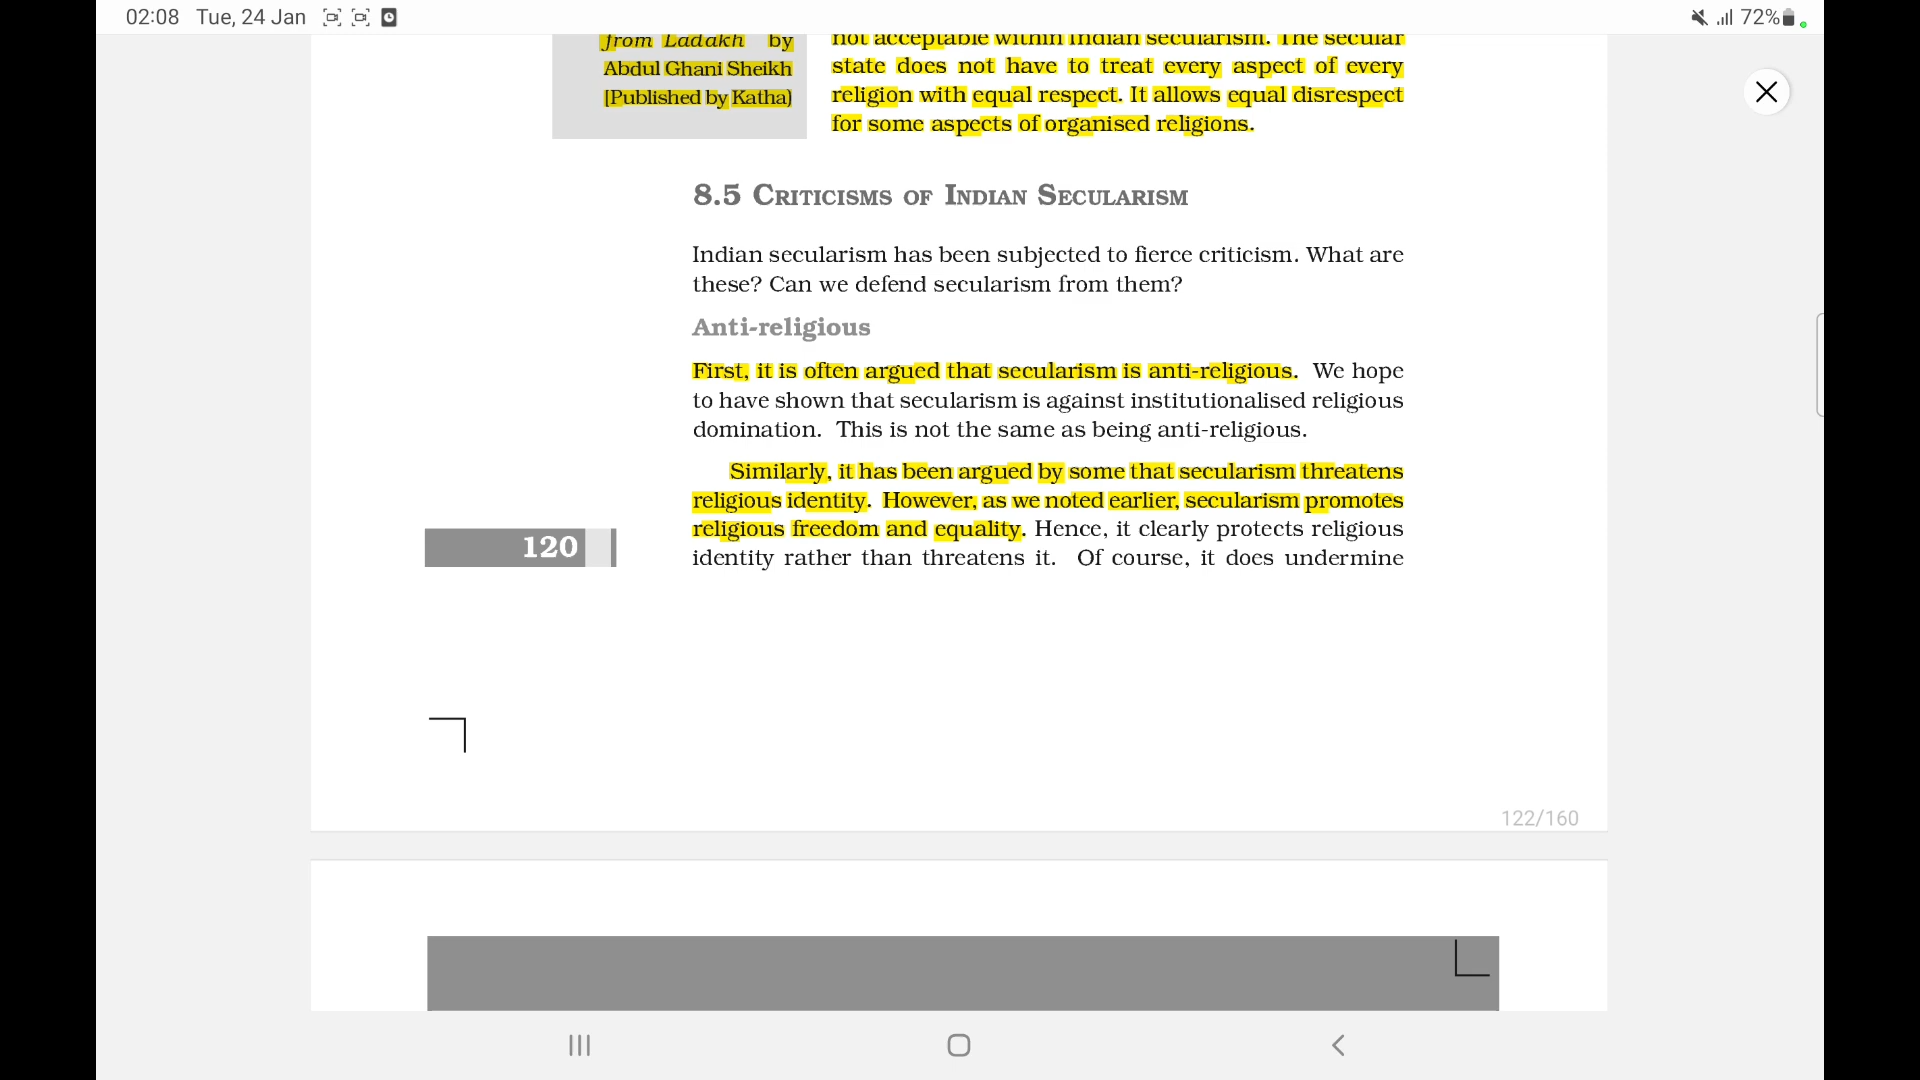 02:08 Tue, 24 Jan
72%
from Ladakh by
Abdul Ghani Sheikh
[Published by Katha)
not acceptable within Indian secularism. The secular
state does not have to treat every aspect of every
religion with equal respect. It allows equal disrespect
for some aspects of organised religions.
8.5 CRITICISMS OF INDIAN SECULARISM
Indian secularism has been subjected to fierce criticism. What are
these? Can we defend secularism from them?
Anti-religious
First, it is often argued that secularism is anti-religious. We hope
to have shown that secularism is against institutionalised religious
domination. This is not the same as being anti-religious.
Similarly, it has been argued by some that secularism threatens
religious identity. However, as we noted earlier, secularism promotes
religious freedom and equality. Hence, it clearly protects religious
identity rather than threatens it. Of course, it does undermine
120
122/160